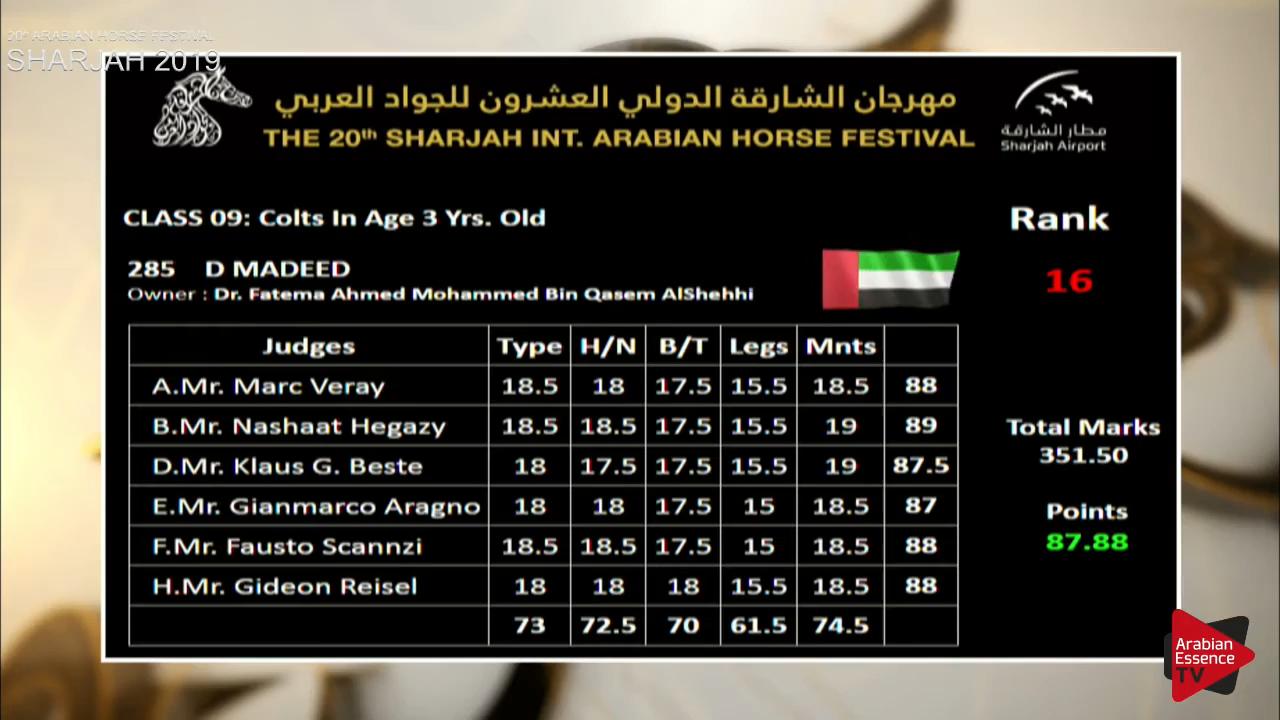 20th ARABIAN HORSE FESTIVAL
SHARJAH 2019
مهرجان الشارقة الدولي العشرون للجواد العربي
THE 20th SHARJAH INT. ARABIAN HORSE FESTIVAL
مطار الشارقة
Sharjah Airport
CLASS 09: Colts In Age 3 Yrs. Old
Rank
285 D MADEED
16
Owner : Dr. Fatema Ahmed Mohammed Bin Qasem AlShehhi
Judges Type H/N B/T Legs Mnts
A.Mr. Marc Veray 18.5 18 17.5 15.5 18.5 88
B.Mr. Nashaat Hegazy 18.5 18.5 17.5 15.5 19 89
D.Mr. Klaus G. Beste 18 17.5 17.5 15.5 19 87.5
E.Mr. Gianmarco Aragno 18 18 17.5 15 18.5 87
F.Mr. Fausto Scannzi 18.5 18.5 17.5 15 18.5 88
H.Mr. Gideon Reisel 18 18 18 15.5 18.5 88
73 72.5 70 61.5 74.5
Total Marks
351.50
Points
87.88
Arabian
Essence
TV